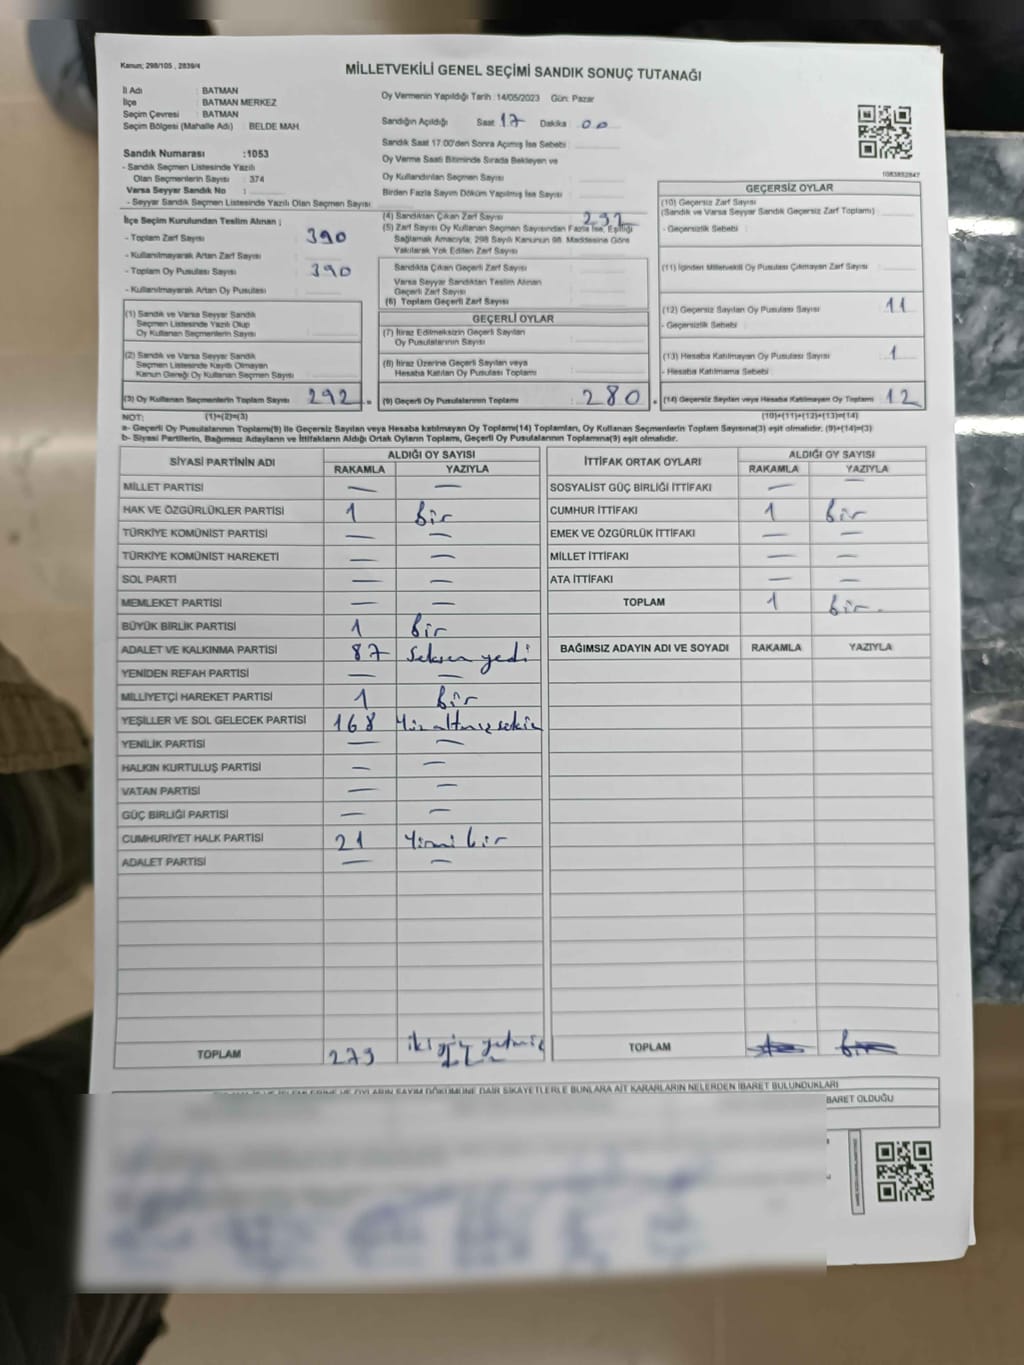 Kanun; 298/105 , 2839/4
MİLLETVEKİLİ GENEL SEÇİMİ SANDIK SONUÇ TUTANAĞI
İl Adı : BATMAN
İlçe : BATMAN MERKEZ
Seçim Çevresi : BATMAN
Seçim Bölgesi (Mahalle Adı) : BELDE MAH.
Oy Vermenin Yapıldığı Tarih : 14/05/2023 Gün: Pazar
Sandığın Açıldığı Saat 17 Dakika : 00
Sandık Saat 17:00'den Sonra Açılmış İse Sebebi :
Oy Verme Saati Bitiminde Sırada Bekleyen ve
Oy Kullandırılan Seçmen Sayısı :
Birden Fazla Sayım Döküm Yapılmış İse Sayısı :
Sandık Numarası :1053
- Sandık Seçmen Listesinde Yazılı
Olan Seçmenlerin Sayısı : 374
Varsa Seyyar Sandık No :
- Seyyar Sandık Seçmen Listesinde Yazılı Olan Seçmen Sayısı
1083852847
İlçe Seçim Kurulundan Teslim Alınan ;
- Toplam Zarf Sayısı : 390
- Kullanılmayarak Artan Zarf Sayısı :
- Toplam Oy Pusulası Sayısı : 390
- Kullanılmayarak Artan Oy Pusulası :
(1) Sandık ve Varsa Seyyar Sandık
Seçmen Listesinde Yazılı Olup
Oy Kullanan Seçmenlerin Sayısı :
(2) Sandık ve Varsa Seyyar Sandık
Seçmen Listesinde Kayıtlı Olmayan
Kanun Gereği Oy Kullanan Seçmen Sayısı :
(3) Oy Kullanan Seçmenlerin Toplam Sayısı : 292
(4) Sandıktan Çıkan Zarf Sayısı : 292
(5) Zarf Sayısı Oy Kullanan Seçmen Sayısından Fazla İse, Eşitliği
Sağlamak Amacıyla, 298 Sayılı Kanunun 98. Maddesine Göre
Yakılarak Yok Edilen Zarf Sayısı
Sandıkta Çıkan Geçerli Zarf Sayısı :
Varsa Seyyar Sandıktan Teslim Alınan
Geçerli Zarf Sayısı
(6) Toplam Geçerli Zarf Sayısı
GEÇERLİ OYLAR
(7) İtiraz Edilmeksizin Geçerli Sayılan
Oy Pusulalarının Sayısı :
(8) İtiraz Üzerine Geçerli Sayılan veya
Hesaba Katılan Oy Pusulası Toplamı :
(9) Geçerli Oy Pusulalarının Toplamı : 280
GEÇERSİZ OYLAR
(10) Geçersiz Zarf Sayısı
(Sandık ve Varsa Seyyar Sandık Geçersiz Zarf Toplamı)
- Geçersizlik Sebebi :
(11) İçinden Milletvekili Oy Pusulası Çıkmayan Zarf Sayısı
(12) Geçersiz Sayılan Oy Pusulası Sayısı : 11
- Geçersizlik Sebebi :
(13) Hesaba Katılmayan Oy Pusulası Sayısı : 1
- Hesaba Katılmama Sebebi :
(14) Geçersiz Sayılan veya Hesaba Katılmayan Oy Toplamı 12
NOT: (1)+(2)=(3) (10)+(11)+(12)+(13)=(14)
a- Geçerli Oy Pusulalarının Toplamı(9) ile Geçersiz Sayılan veya Hesaba katılmayan Oy Toplamı(14) Toplamları, Oy Kullanan Seçmenlerin Toplam Sayısına(3) eşit olmalıdır. (9)+(14)=(3)
b- Siyasi Partilerin, Bağımsız Adayların ve İttifakların Aldığı Ortak Oyların Toplamı, Geçerli Oy Pusulalarının Toplamına(9) eşit olmalıdır.
SİYASİ PARTİNİN ADI ALDIĞI OY SAYISI
RAKAMLA YAZIYLA
MİLLET PARTİSİ — —
HAK VE ÖZGÜRLÜKLER PARTİSİ 1 bir
TÜRKİYE KOMÜNİST PARTİSİ — —
TÜRKİYE KOMÜNİST HAREKETİ — —
SOL PARTİ — —
MEMLEKET PARTİSİ — —
BÜYÜK BİRLİK PARTİSİ 1 bir
ADALET VE KALKINMA PARTİSİ 87 seksen yedi
YENİDEN REFAH PARTİSİ — —
MİLLİYETÇİ HAREKET PARTİSİ 1 bir
YEŞİLLER VE SOL GELECEK PARTİSİ 168 Yüz altmış sekiz
YENİLİK PARTİSİ — —
HALKIN KURTULUŞ PARTİSİ — —
VATAN PARTİSİ — —
GÜÇ BİRLİĞİ PARTİSİ — —
CUMHURİYET HALK PARTİSİ 21 Yirmi bir
ADALET PARTİSİ — —
TOPLAM 279 iki yüz yetmiş
İTTİFAK ORTAK OYLARI ALDIĞI OY SAYISI
RAKAMLA YAZIYLA
SOSYALİST GÜÇ BİRLİĞİ İTTİFAKI — —
CUMHUR İTTİFAKI 1 bir
EMEK VE ÖZGÜRLÜK İTTİFAKI — —
MİLLET İTTİFAKI — —
ATA İTTİFAKI — —
TOPLAM 1 bir.
BAĞIMSIZ ADAYIN ADI VE SOYADI RAKAMLA YAZIYLA
TOPLAM
DAİR ŞİKAYETLERLE BUNLARA AİT KARARLARIN NELERDEN İBARET BULUNDUKLARI
BARET OLDUĞU